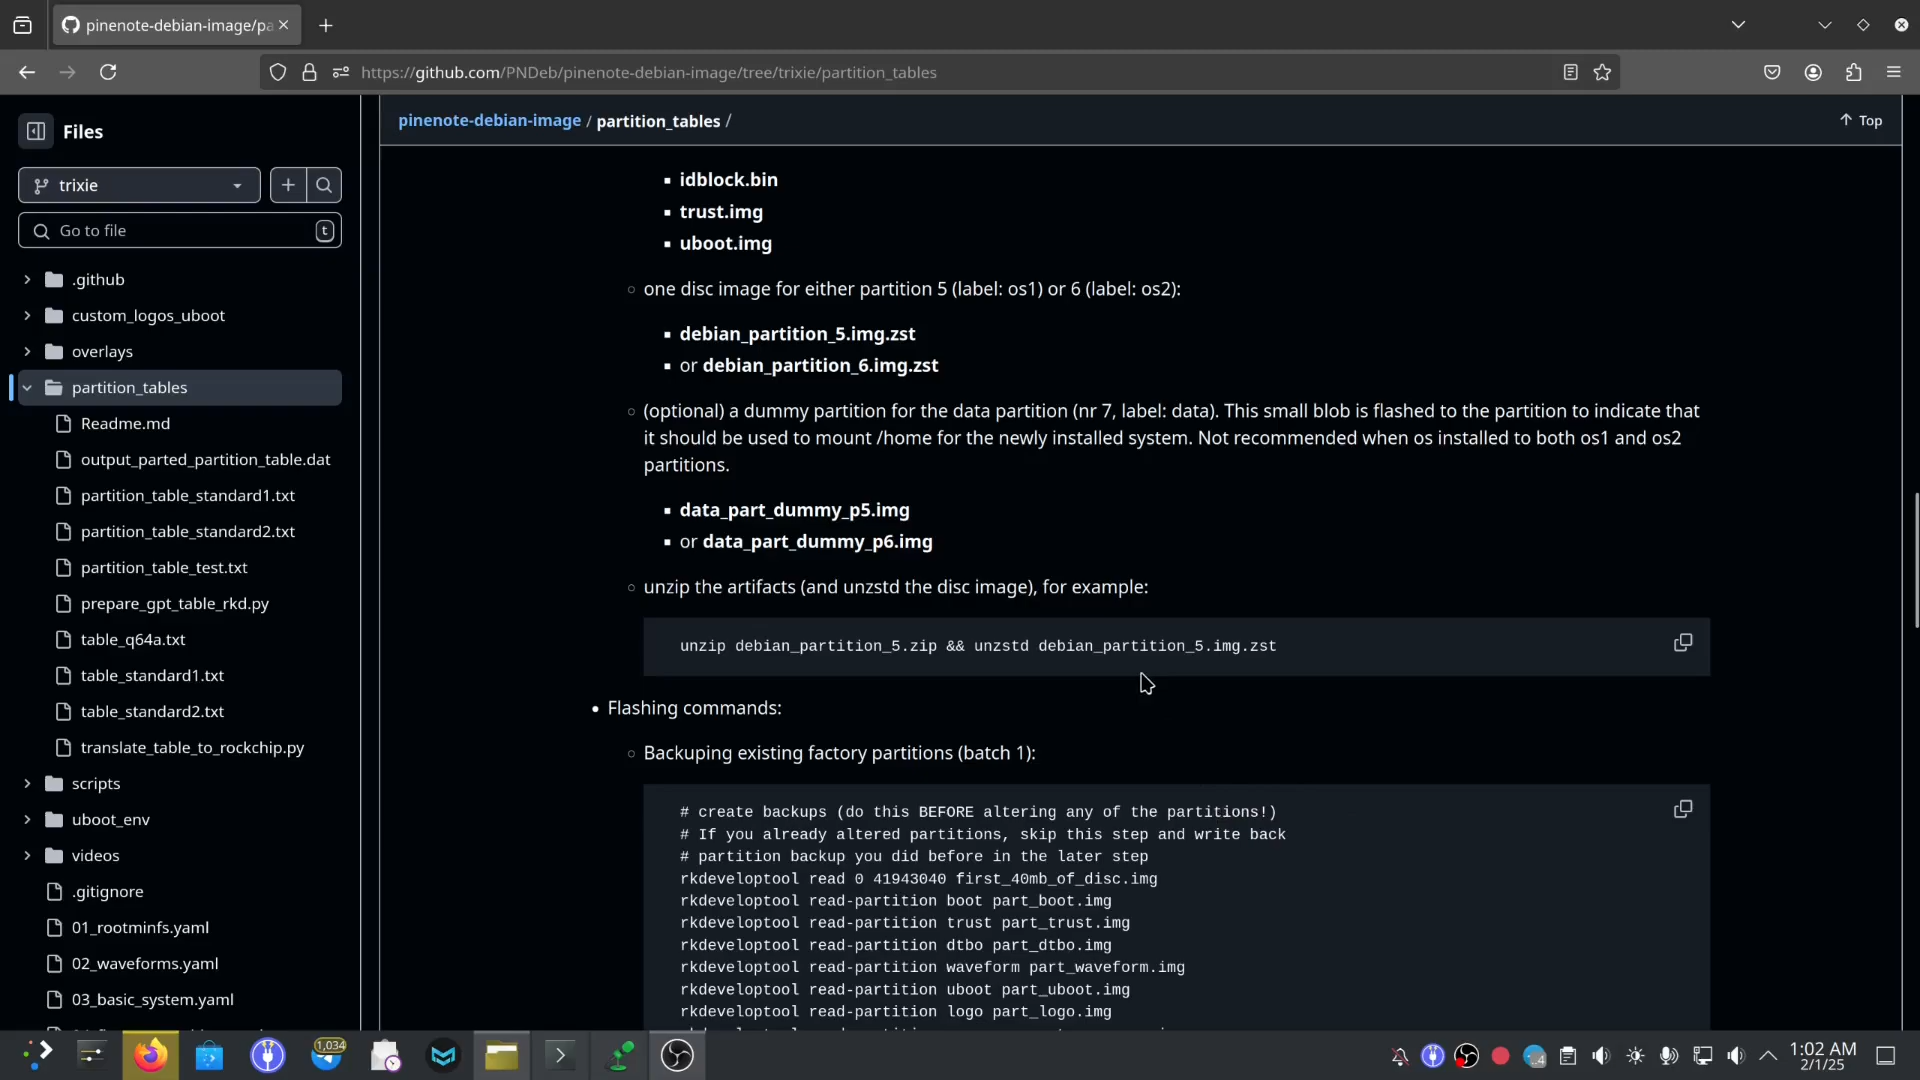 pinenote-debian-image/pa
https://github.com/PNDeb/pinenote-debian-image/tree/trixie/partition_tables
Files
trixie
Go to file
t
.github
custom_logos_uboot
overlays
partition_tables
Readme.md
output_parted_partition_table.dat
partition_table_standard1.txt
partition_table_standard2.txt
partition_table_test.txt
prepare_gpt_table_rkd.py
table_q64a.txt
table_standard1.txt
table_standard2.txt
translate_table_to_rockchip.py
scripts
uboot_env
videos
.gitignore
01_rootminfs.yaml
02_waveforms.yaml
03_basic_system.yaml
pinenote-debian-image / partition_tables /
Top
idblock.bin
trust.img
uboot.img
one disc image for either partition 5 (label: os1) or 6 (label: os2):
debian_partition_5.img.zst
or debian_partition_6.img.zst
(optional) a dummy partition for the data partition (nr 7, label: data). This small blob is flashed to the partition to indicate that
it should be used to mount /home for the newly installed system. Not recommended when os installed to both os1 and os2
partitions.
data_part_dummy_p5.img
or data_part_dummy_p6.img
unzip the artifacts (and unzstd the disc image), for example:
unzip debian_partition_5.zip && unzstd debian_partition_5.img.zst
Flashing commands:
Backuping existing factory partitions (batch 1):
# create backups (do this BEFORE altering any of the partitions!)
# If you already altered partitions, skip this step and write back
# partition backup you did before in the later step
rkdeveloptool read 0 41943040 first_40mb_of_disc.img
rkdeveloptool read-partition boot part_boot.img
rkdeveloptool read-partition trust part_trust.img
rkdeveloptool read-partition dtbo part_dtbo.img
rkdeveloptool read-partition waveform part_waveform.img
rkdeveloptool read-partition uboot part_uboot.img
rkdeveloptool read-partition logo part_logo.img
1,034
1:02 AM
2/1/25